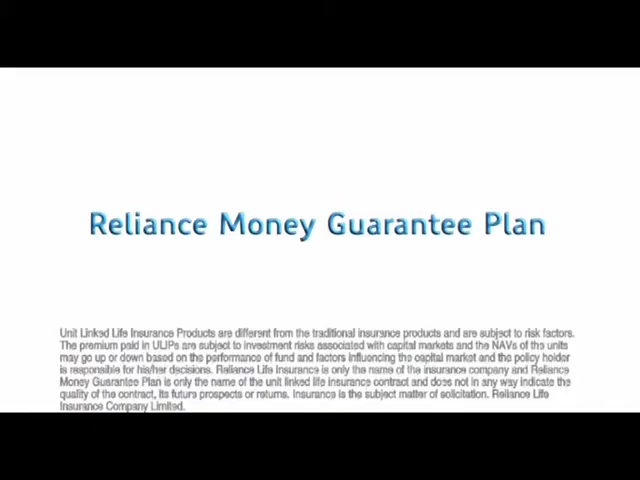 Reliance Money Guarantee Plan
Unit Linked Life Insurance Products are different from the traditional insurance products and are subject to risk factors.
The premium paid in ULIPs are subject to investment risks associated with capital markets and the NAVs of the units
may go up or down based on the performance of fund and factors influencing the capital market and the policy holder
is responsible for his/her decisions. Reliance Life Insurance is only the name of the insurance company and Reliance
Money Guarantee Plan is only the name of the unit linked life insurance contract and does not in any way indicate the
quality of the contract, its future prospects or returns. Insurance is the subject matter of solicitation. Reliance Life
Insurance Company Limited.